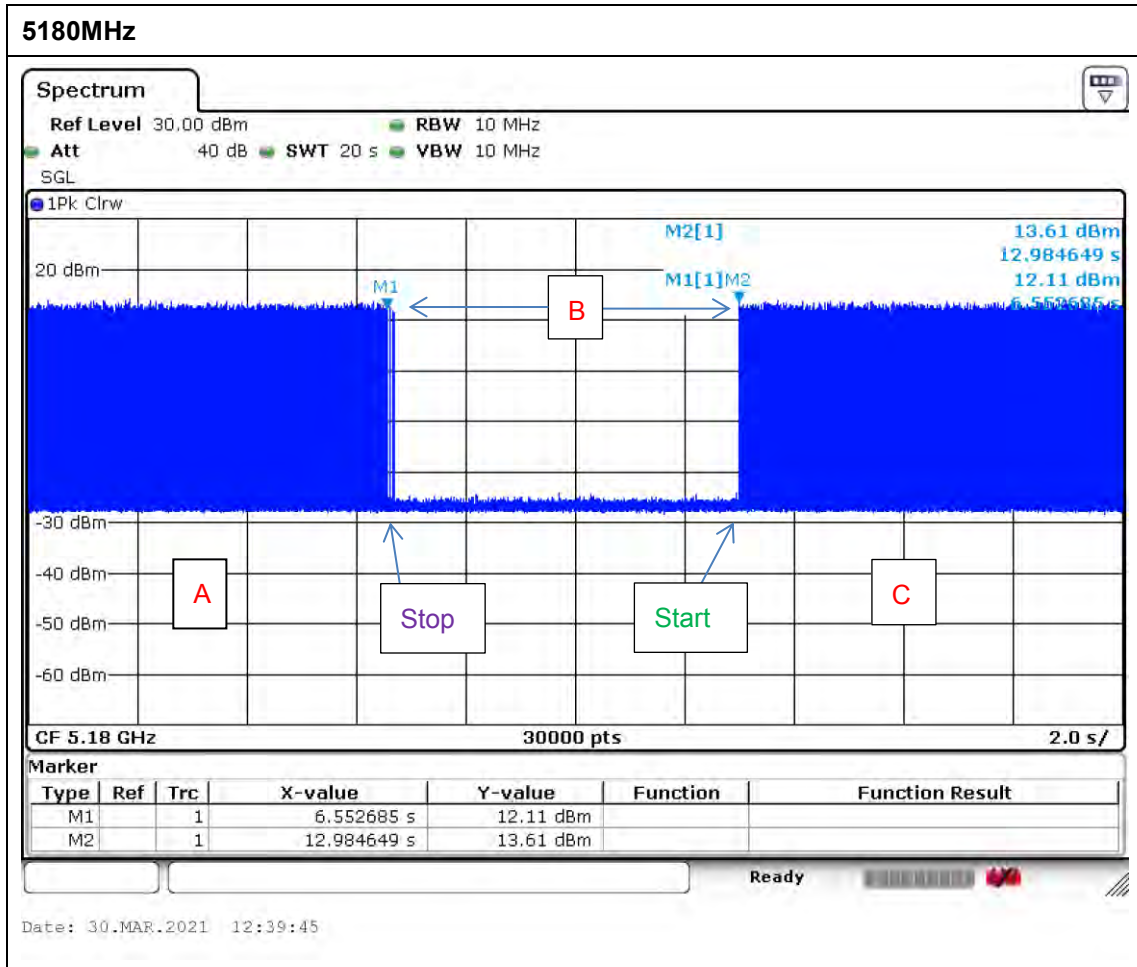 5180MHz
Spectrum
Ref Level 30.00 dBm RBW 10 MHz
Att 40 dB SWT 20 s VBW 10 MHz
SGL
1Pk Clrw
M2[1] 13.61 dBm
12.984649 s
20 dBm M1 M1[1] M2 12.11 dBm
6.552685 s
B
-30 dBm
-40 dBm
A C
Stop Start
-50 dBm
-60 dBm
CF 5.18 GHz 30000 pts 2.0 s/
Marker
Type Ref Trc X-value Y-value Function Function Result
M1 1 6.552685 s 12.11 dBm
M2 1 12.984649 s 13.61 dBm
Ready
Date: 30.MAR.2021 12:39:45